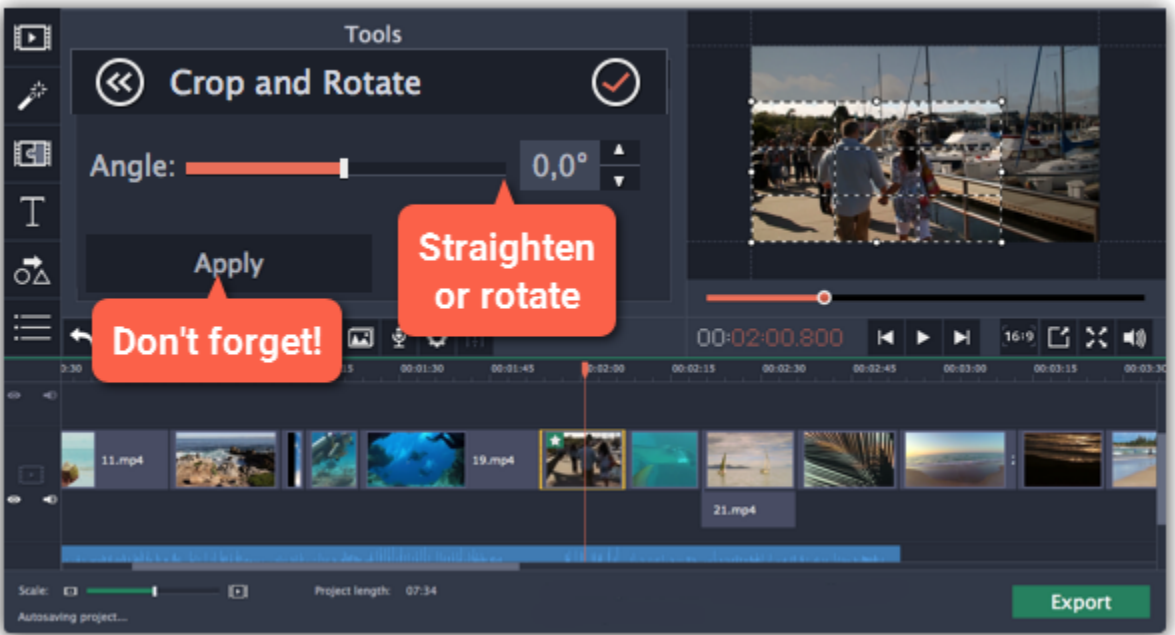 Tools
Crop and Rotate
Angle:
0,0°
Straighten
or rotate
Apply
Don't forget!
T
00:02:00.800
16:9
0:30
15
00:01:30
00:01:45
00:02:00
00:02:15
00:02:30
00:02:45
00:03:00
00:03:15
00:03:30
11.mp4
19.mp4
21.mp4
Scale:
Project length: 07:34
Autosaving project...
Export